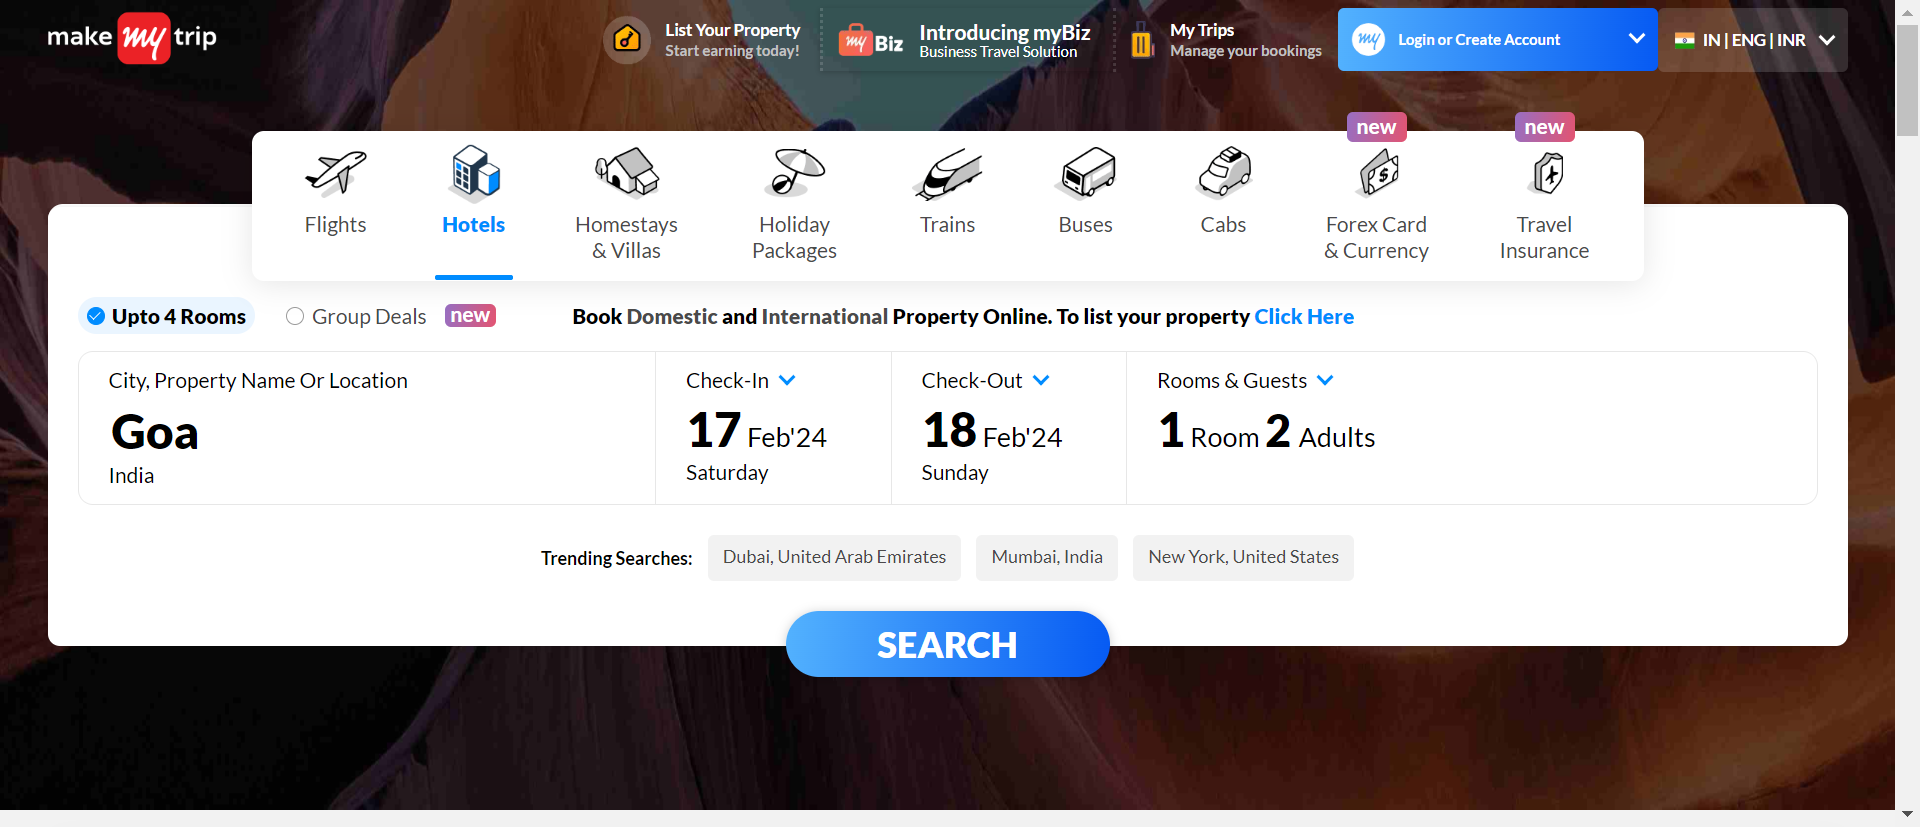 make my trip
List Your Property
Start earning today!
my Biz
Introducing myBiz
Business Travel Solution
My Trips
Manage your bookings
my Login or Create Account
IN | ENG | INR
new
new
Flights
Hotels
Homestays
& Villas
Holiday
Packages
Trains
Buses
Cabs
Forex Card
& Currency
Travel
Insurance
Upto 4 Rooms
Group Deals
new
Book Domestic and International Property Online. To list your property Click Here
City, Property Name Or Location
Goa
India
Check-In
17 Feb'24
Saturday
Check-Out
18 Feb'24
Sunday
Rooms & Guests
1 Room 2 Adults
Trending Searches:
Dubai, United Arab Emirates
Mumbai, India
New York, United States
SEARCH